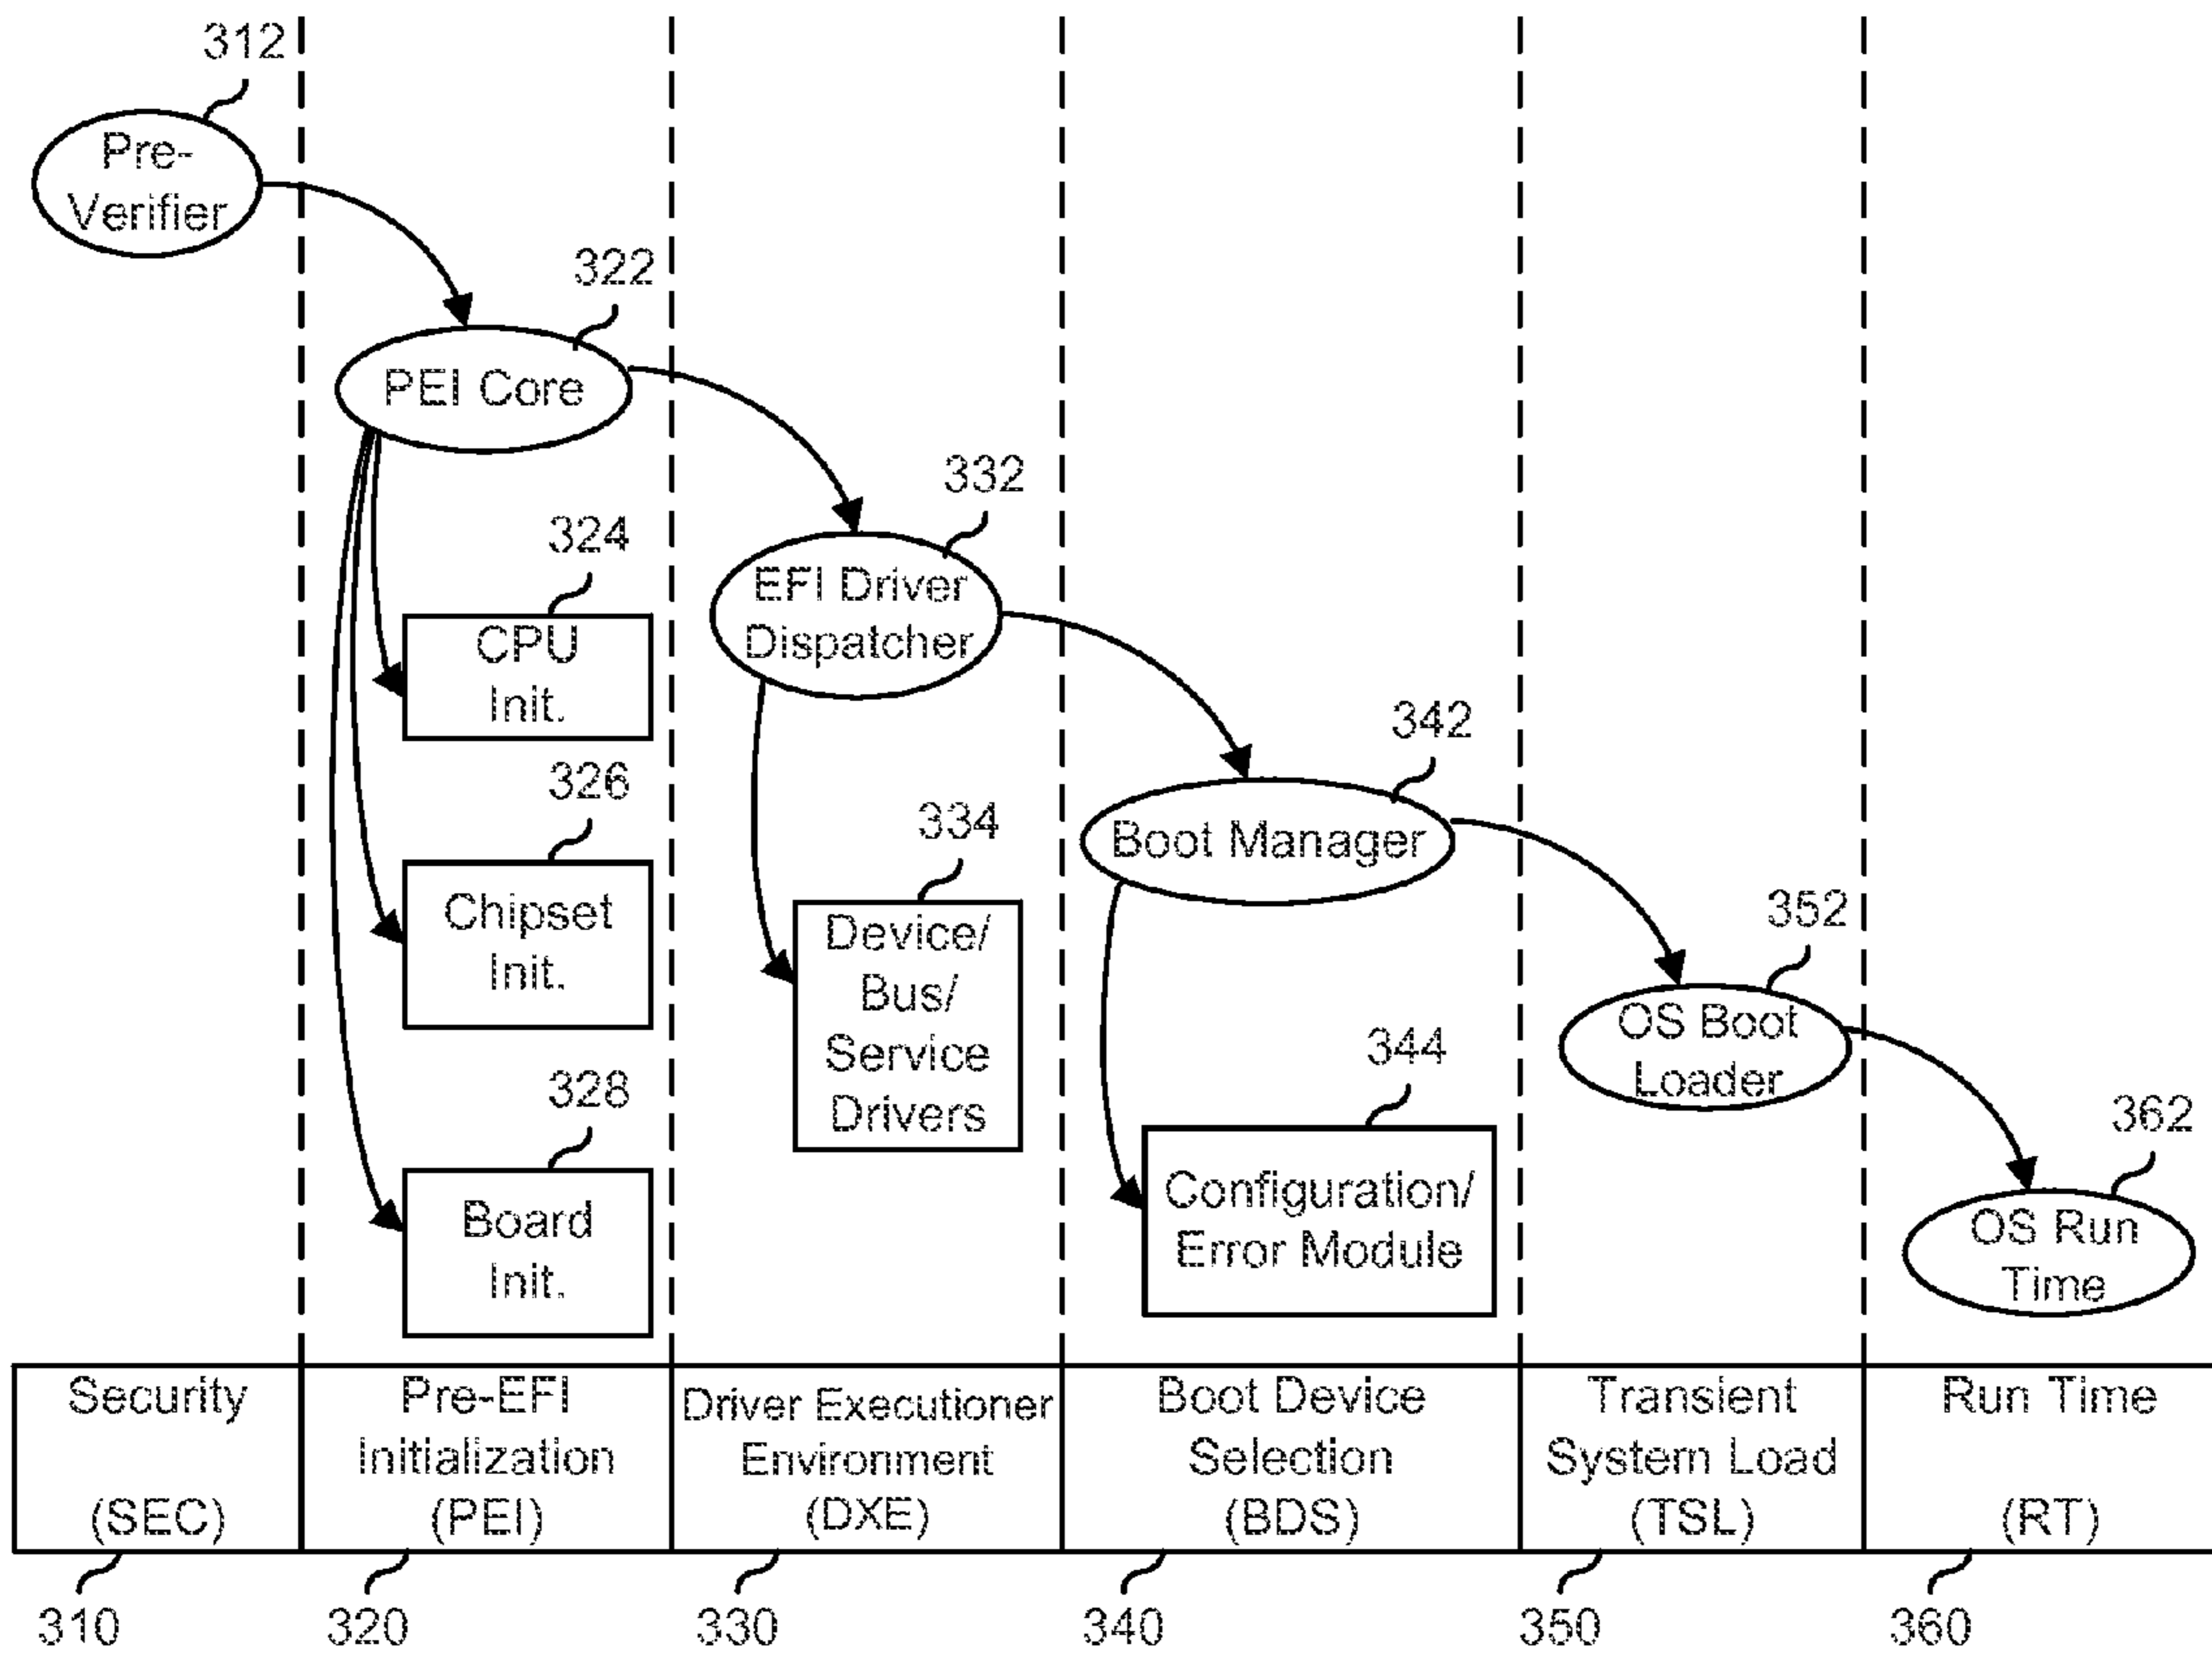 312
Pre-
Verifier
322
PEI Core
332
324
EFI Driver
Dispatcher
CPU
Init.
342
326
334
Boot Manager
Chipset
Init.
Device/
Bus/
Service
Drivers
352
OS Boot
Loader
344
328
362
Configuration/
Error Module
Board
Init.
OS Run
Time
Security
(SEC)
Pre-EFI
Initialization
(PEI)
Driver Executioner
Environment
(DXE)
Boot Device
Selection
(BDS)
Transient
System Load
(TSL)
Run Time
(RT)
310
320
330
340
350
360